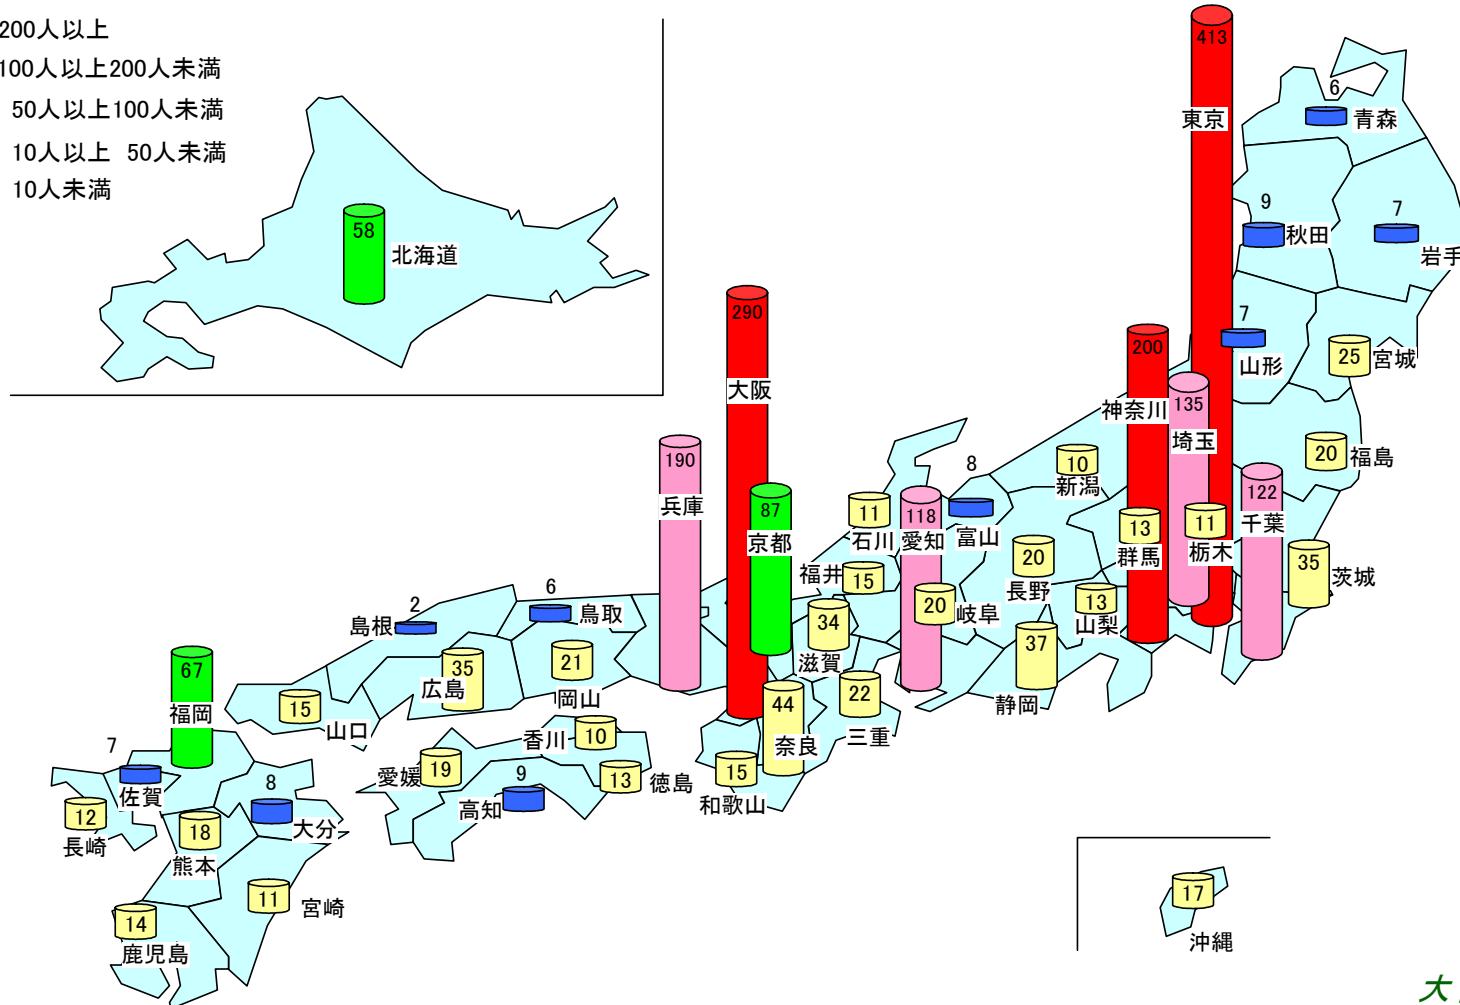 200人以上
100人以上200人未満
50人以上100人未満
10人以上 50人未満
10人未満
58
北海道
413
東京
6
青森
9
秋田
7
岩手
7
山形
25
宮城
20
福島
290
大阪
200
神奈川
135
埼玉
122
千葉
190
兵庫
87
京都
11
石川
118
愛知
8
富山
10
新潟
13
群馬
11
栃木
35
茨城
福井
15
20
長野
13
山梨
20
岐阜
34
滋賀
37
静岡
22
三重
44
奈良
15
和歌山
2
島根
6
鳥取
35
広島
21
岡山
15
山口
香川
10
愛媛
19
13
徳島
9
高知
67
福岡
7
佐賀
12
長崎
8
大分
18
熊本
11
宮崎
14
鹿児島
17
沖縄
大